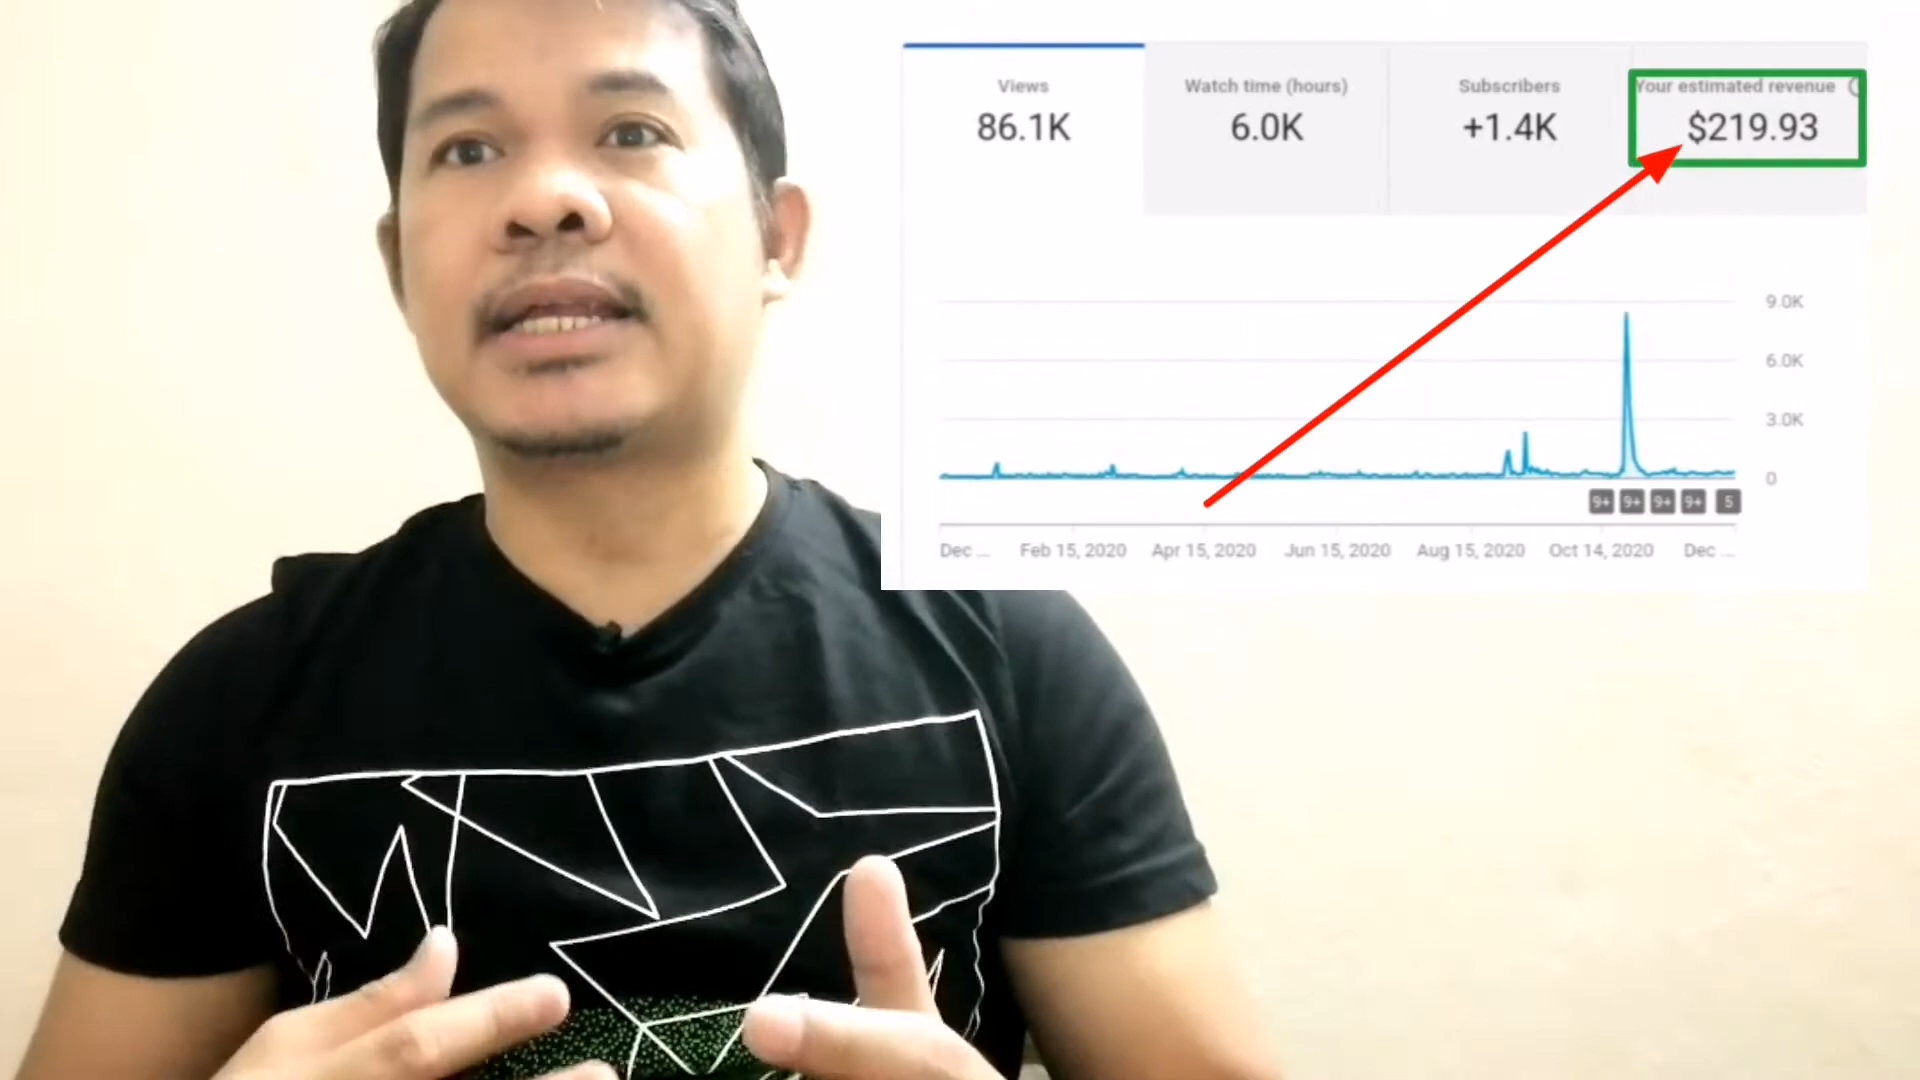 Views
86.1K
Watch time (hours)
6.0K
Subscribers
+1.4K
Your estimated revenue
$219.93
9.0K
6.0K
3.0K
0
9+ 9+ 9+ 9+ 5
Dec ... Feb 15, 2020 Apr 15, 2020 Jun 15, 2020 Aug 15, 2020 Oct 14, 2020 Dec ...